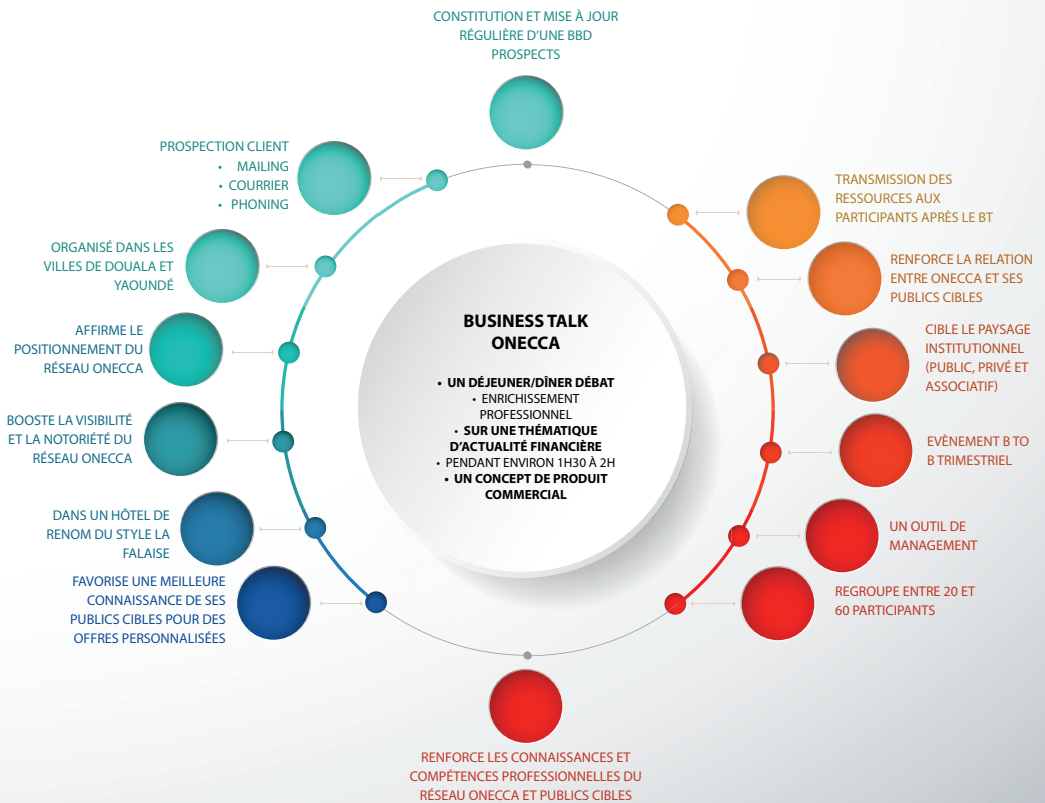 CONSTITUTION ET MISE À JOUR
RÉGULIÈRE D'UNE BBD
PROSPECTS
PROSPECTION CLIENT
• MAILING
• COURRIER
• PHONING
ORGANISÉ DANS LES
VILLES DE DOUALA ET
YAOUNDÉ
AFFIRME LE
POSITIONNEMENT DU
RÉSEAU ONECCA
BOOSTE LA VISIBILITÉ
ET LA NOTORIÉTÉ DU
RÉSEAU ONECCA
DANS UN HÔTEL DE
RENOM DU STYLE LA
FALAISE
FAVORISE UNE MEILLEURE
CONNAISSANCE DE SES
PUBLICS CIBLES POUR DES
OFFRES PERSONNALISÉES
BUSINESS TALK
ONECCA
• UN DÉJEUNER/DÎNER DÉBAT
• ENRICHISSEMENT
PROFESSIONNEL
• SUR UNE THÉMATIQUE
D'ACTUALITÉ FINANCIÈRE
• PENDANT ENVIRON 1H30 À 2H
• UN CONCEPT DE PRODUIT
COMMERCIAL
TRANSMISSION DES
RESSOURCES AUX
PARTICIPANTS APRÈS LE BT
RENFORCE LA RELATION
ENTRE ONECCA ET SES
PUBLICS CIBLES
CIBLE LE PAYSAGE
INSTITUTIONNEL
(PUBLIC, PRIVÉ ET
ASSOCIATIF)
EVÈNEMENT B TO
B TRIMESTRIEL
UN OUTIL DE
MANAGEMENT
REGROUPE ENTRE 20 ET
60 PARTICIPANTS
RENFORCE LES CONNAISSANCES ET
COMPÉTENCES PROFESSIONNELLES DU
RÉSEAU ONECCA ET PUBLICS CIBLES